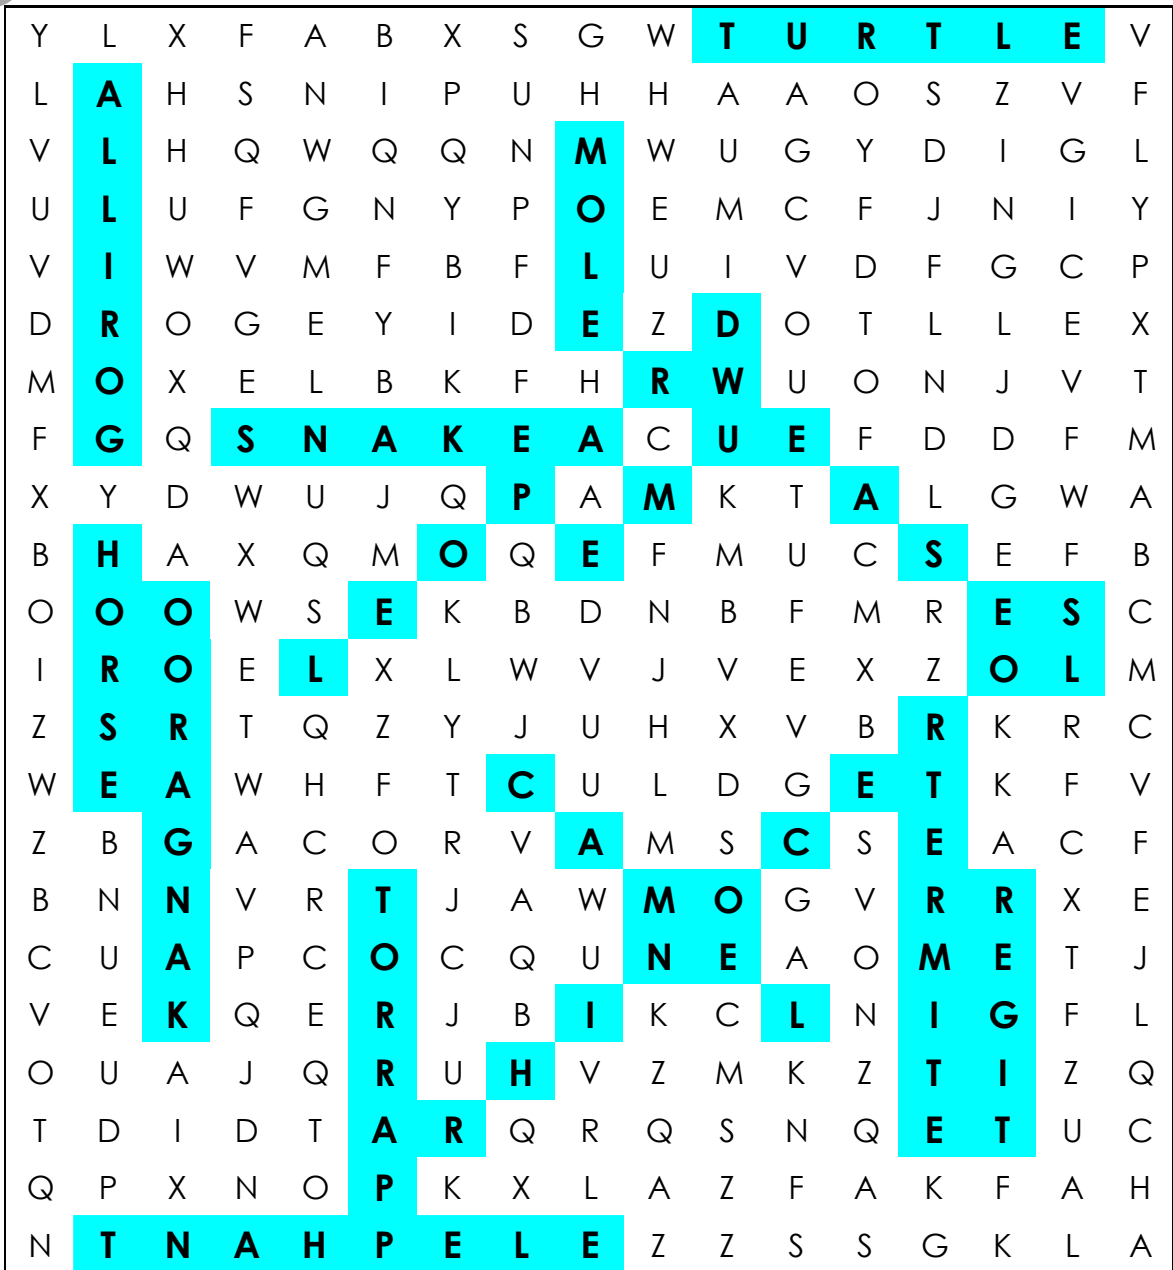 Y L X F A B X S G W T U R T L E V
L A H S N I P U H H A A O S Z V F
V L H Q W Q Q N M W U G Y D I G L
U L U F G N Y P O E M C F J N I Y
V I W V M F B F L U I V D F G C P
D R O G E Y I D E Z D O T L L E X
M O X E L B K F H R W U O N J V T
F G Q S N A K E A C U E F D D F M
X Y D W U J Q P A M K T A L G W A
B H A X Q M O Q E F M U C S E F B
O O O W S E K B D N B F M R E S C
I R O E L X L W V J V E X Z O L M
Z S R T Q Z Y J U H X V B R K R C
W E A W H F T C U L D G E T K F V
Z B G A C O R V A M S C S E A C F
B N N V R T J A W M O G V R R X E
C U A P C O C Q U N E A O M E T J
V E K Q E R J B I K C L N I G F L
O U A J Q R U H V Z M K Z T I Z Q
T D I D T A R Q R Q S N Q E T U C
Q P X N O P K X L A Z F A K F A H
N T N A H P E L E Z Z S S G K L A